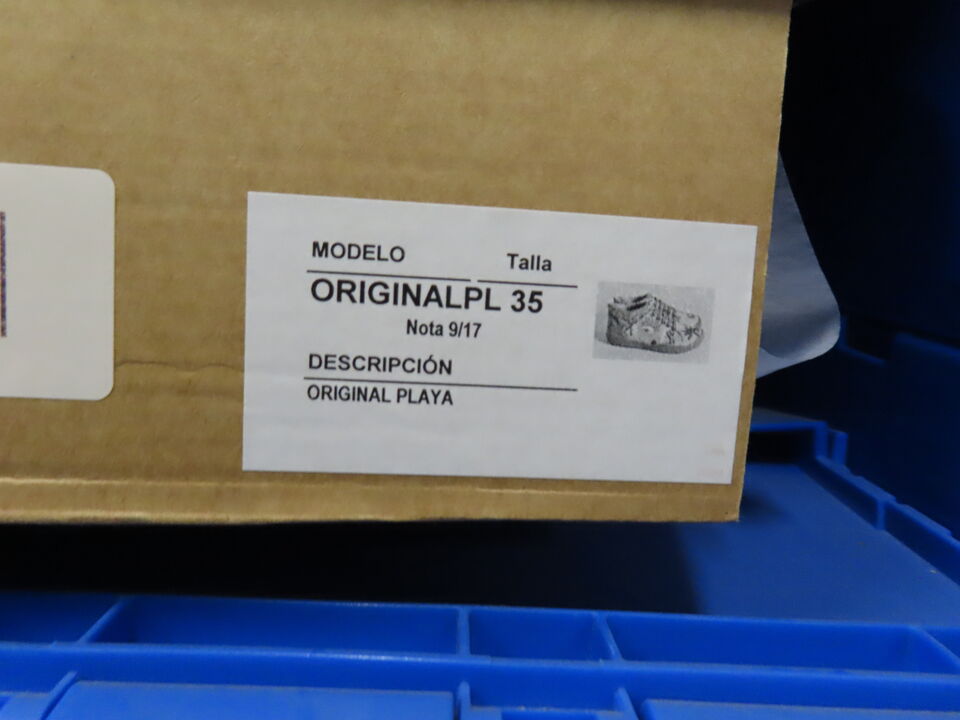 MODELO Talla
ORIGINALPL 35
Nota 9/17
DESCRIPCIÓN
ORIGINAL PLAYA